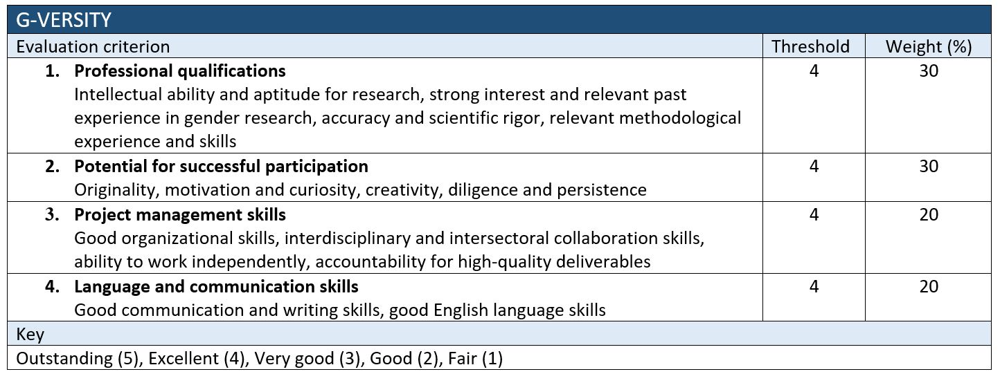 G-VERSITY
Evaluation criterion Threshold Weight (%)
1. Professional qualifications 4 30
Intellectual ability and aptitude for research, strong interest and relevant past
experience in gender research, accuracy and scientific rigor, relevant methodological
experience and skills
2. Potential for successful participation 4 30
Originality, motivation and curiosity, creativity, diligence and persistence
3. Project management skills 4 20
Good organizational skills, interdisciplinary and intersectoral collaboration skills,
ability to work independently, accountability for high-quality deliverables
4. Language and communication skills 4 20
Good communication and writing skills, good English language skills
Key
Outstanding (5), Excellent (4), Very good (3), Good (2), Fair (1)